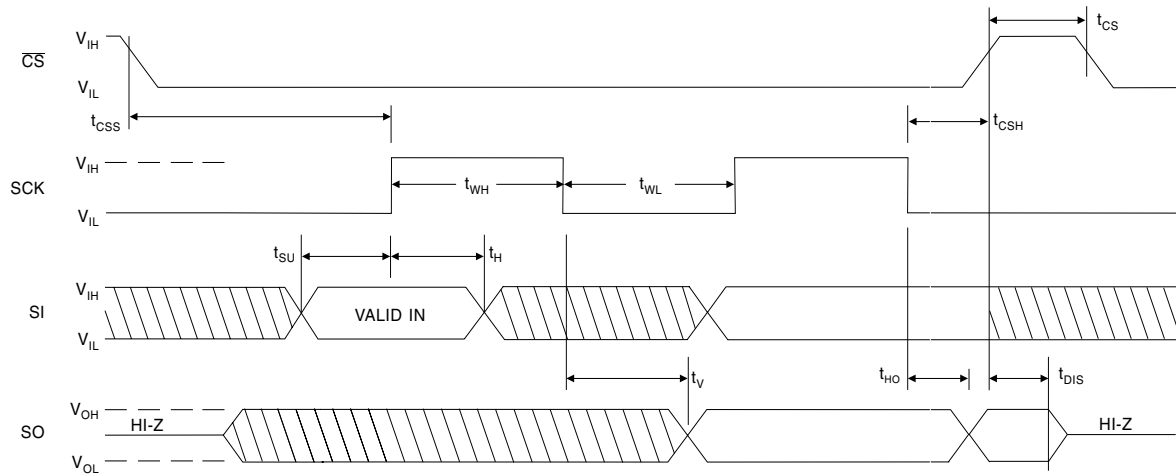 t_CS
V_IH
CS
V_IL
t_CSS
t_CSH
V_IH
SCK
t_WH
t_WL
V_IL
t_SU
t_H
V_IH
SI
VALID IN
V_IL
t_V
t_HO
t_DIS
V_OH
SO
HI-Z
HI-Z
V_OL